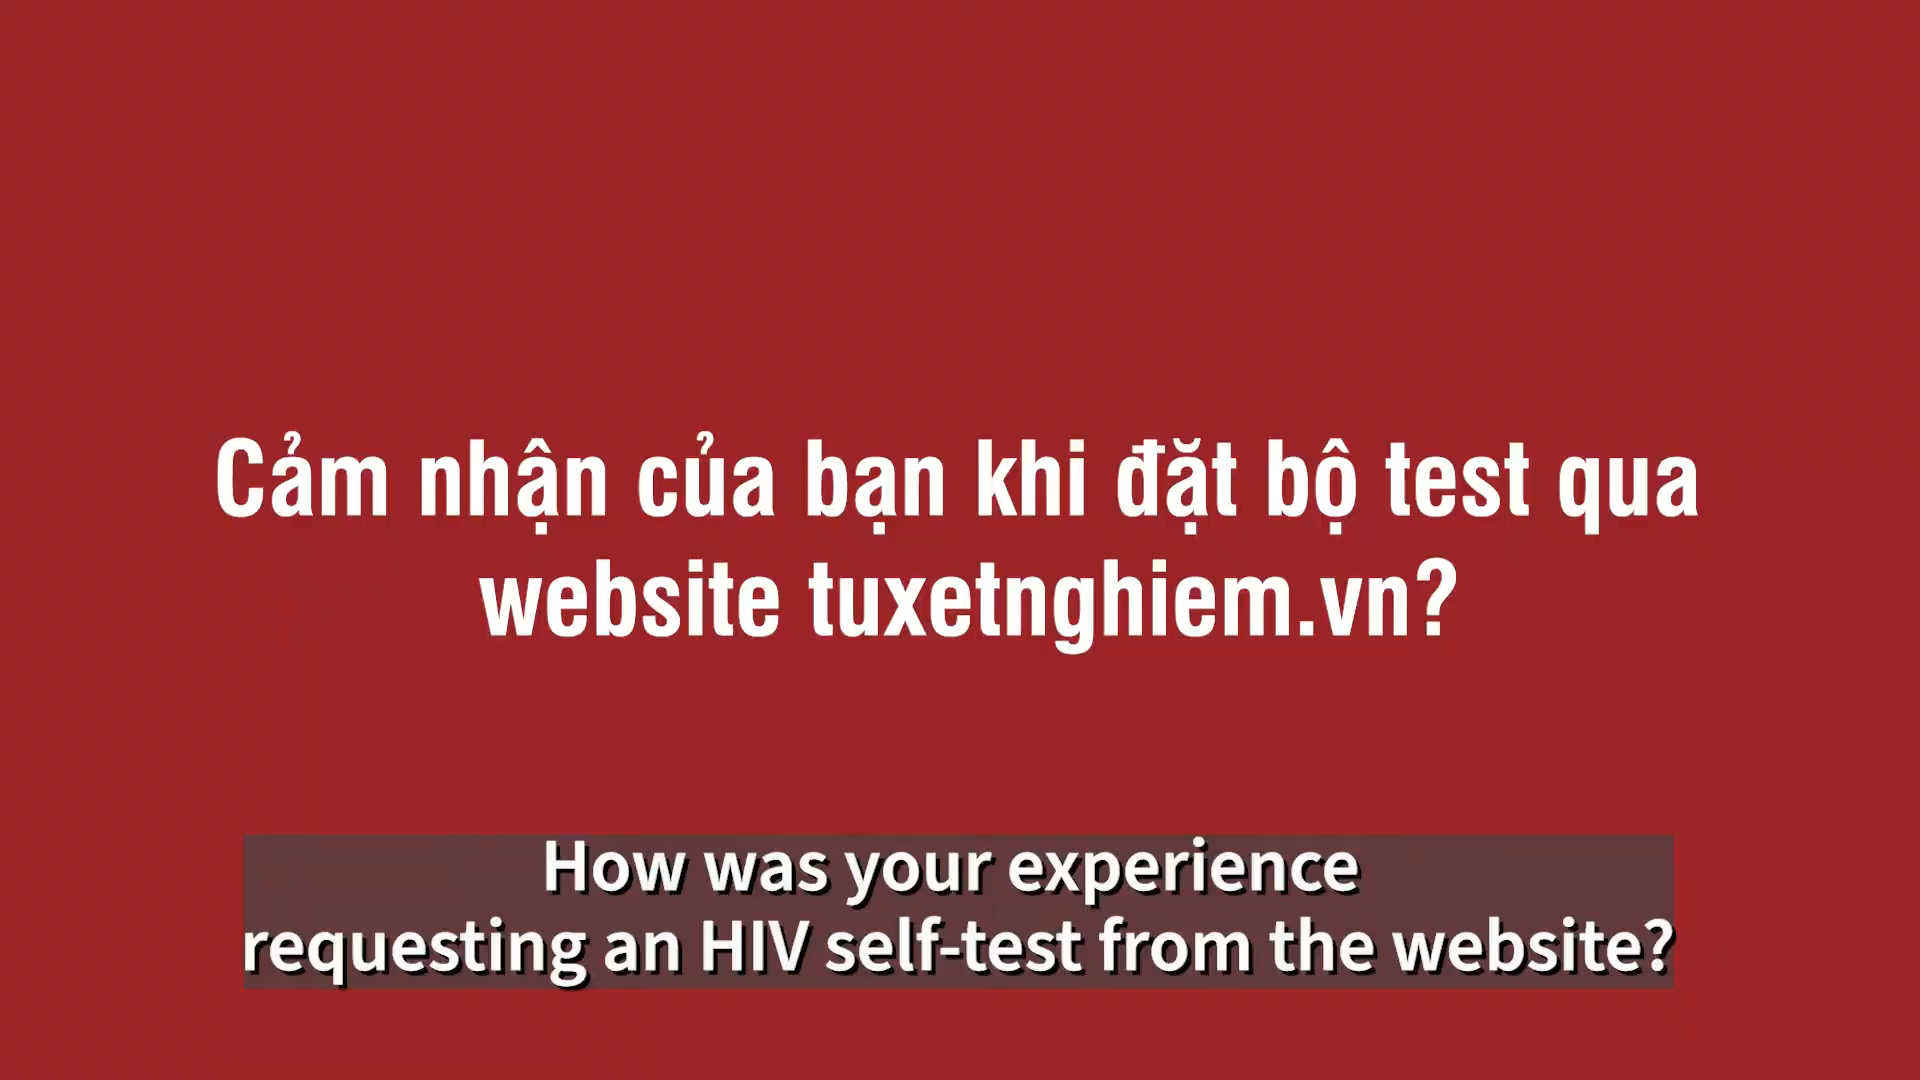 Cảm nhận của bạn khi đặt bộ test qua
website tuxetnghiem.vn?
How was your experience
requesting an HIV self-test from the website?